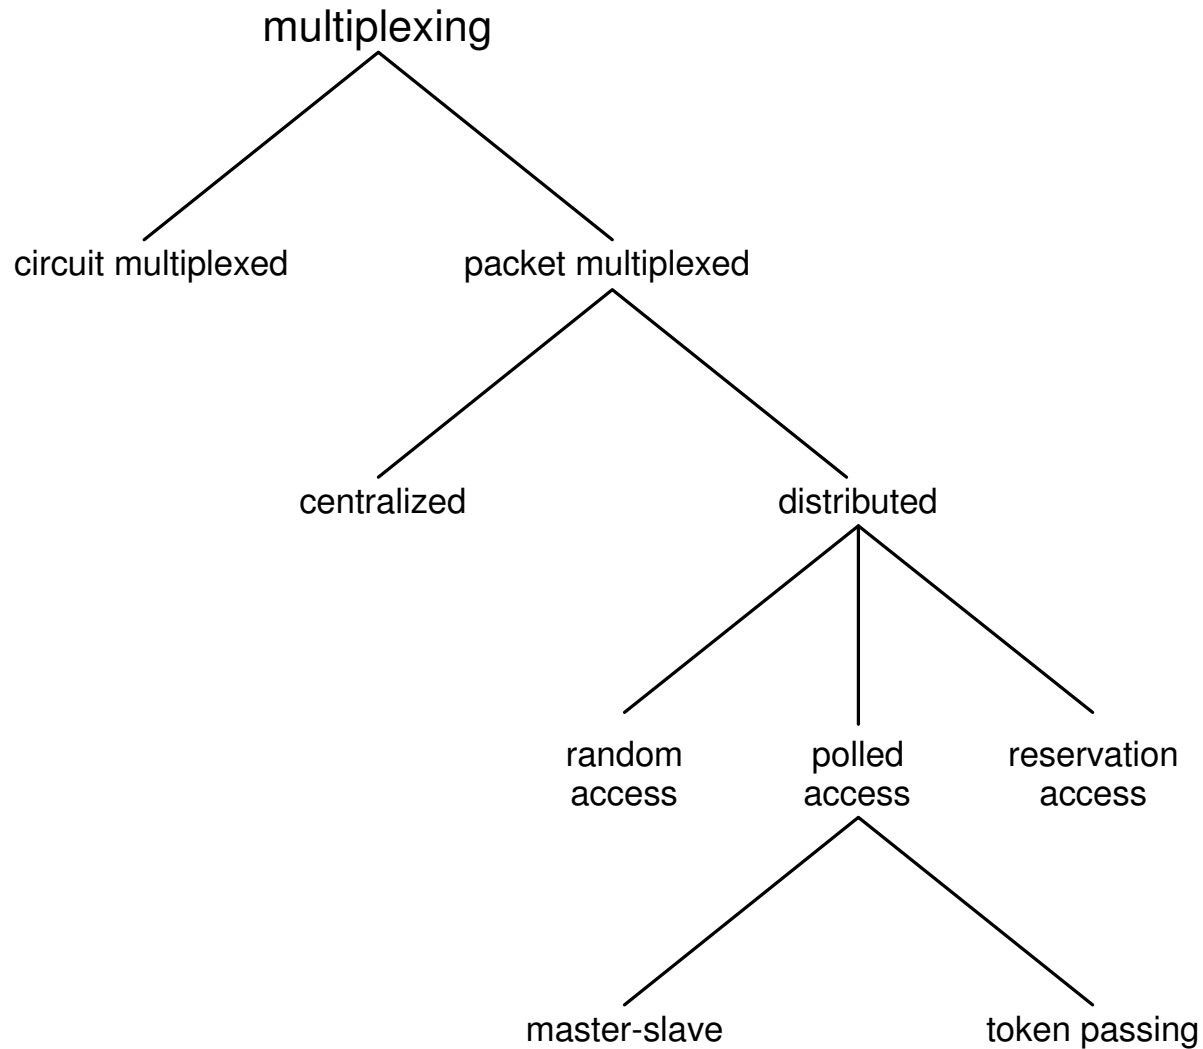 multiplexing
circuit multiplexed
packet multiplexed
centralized
distributed
random
access
polled
access
reservation
access
master-slave
token passing